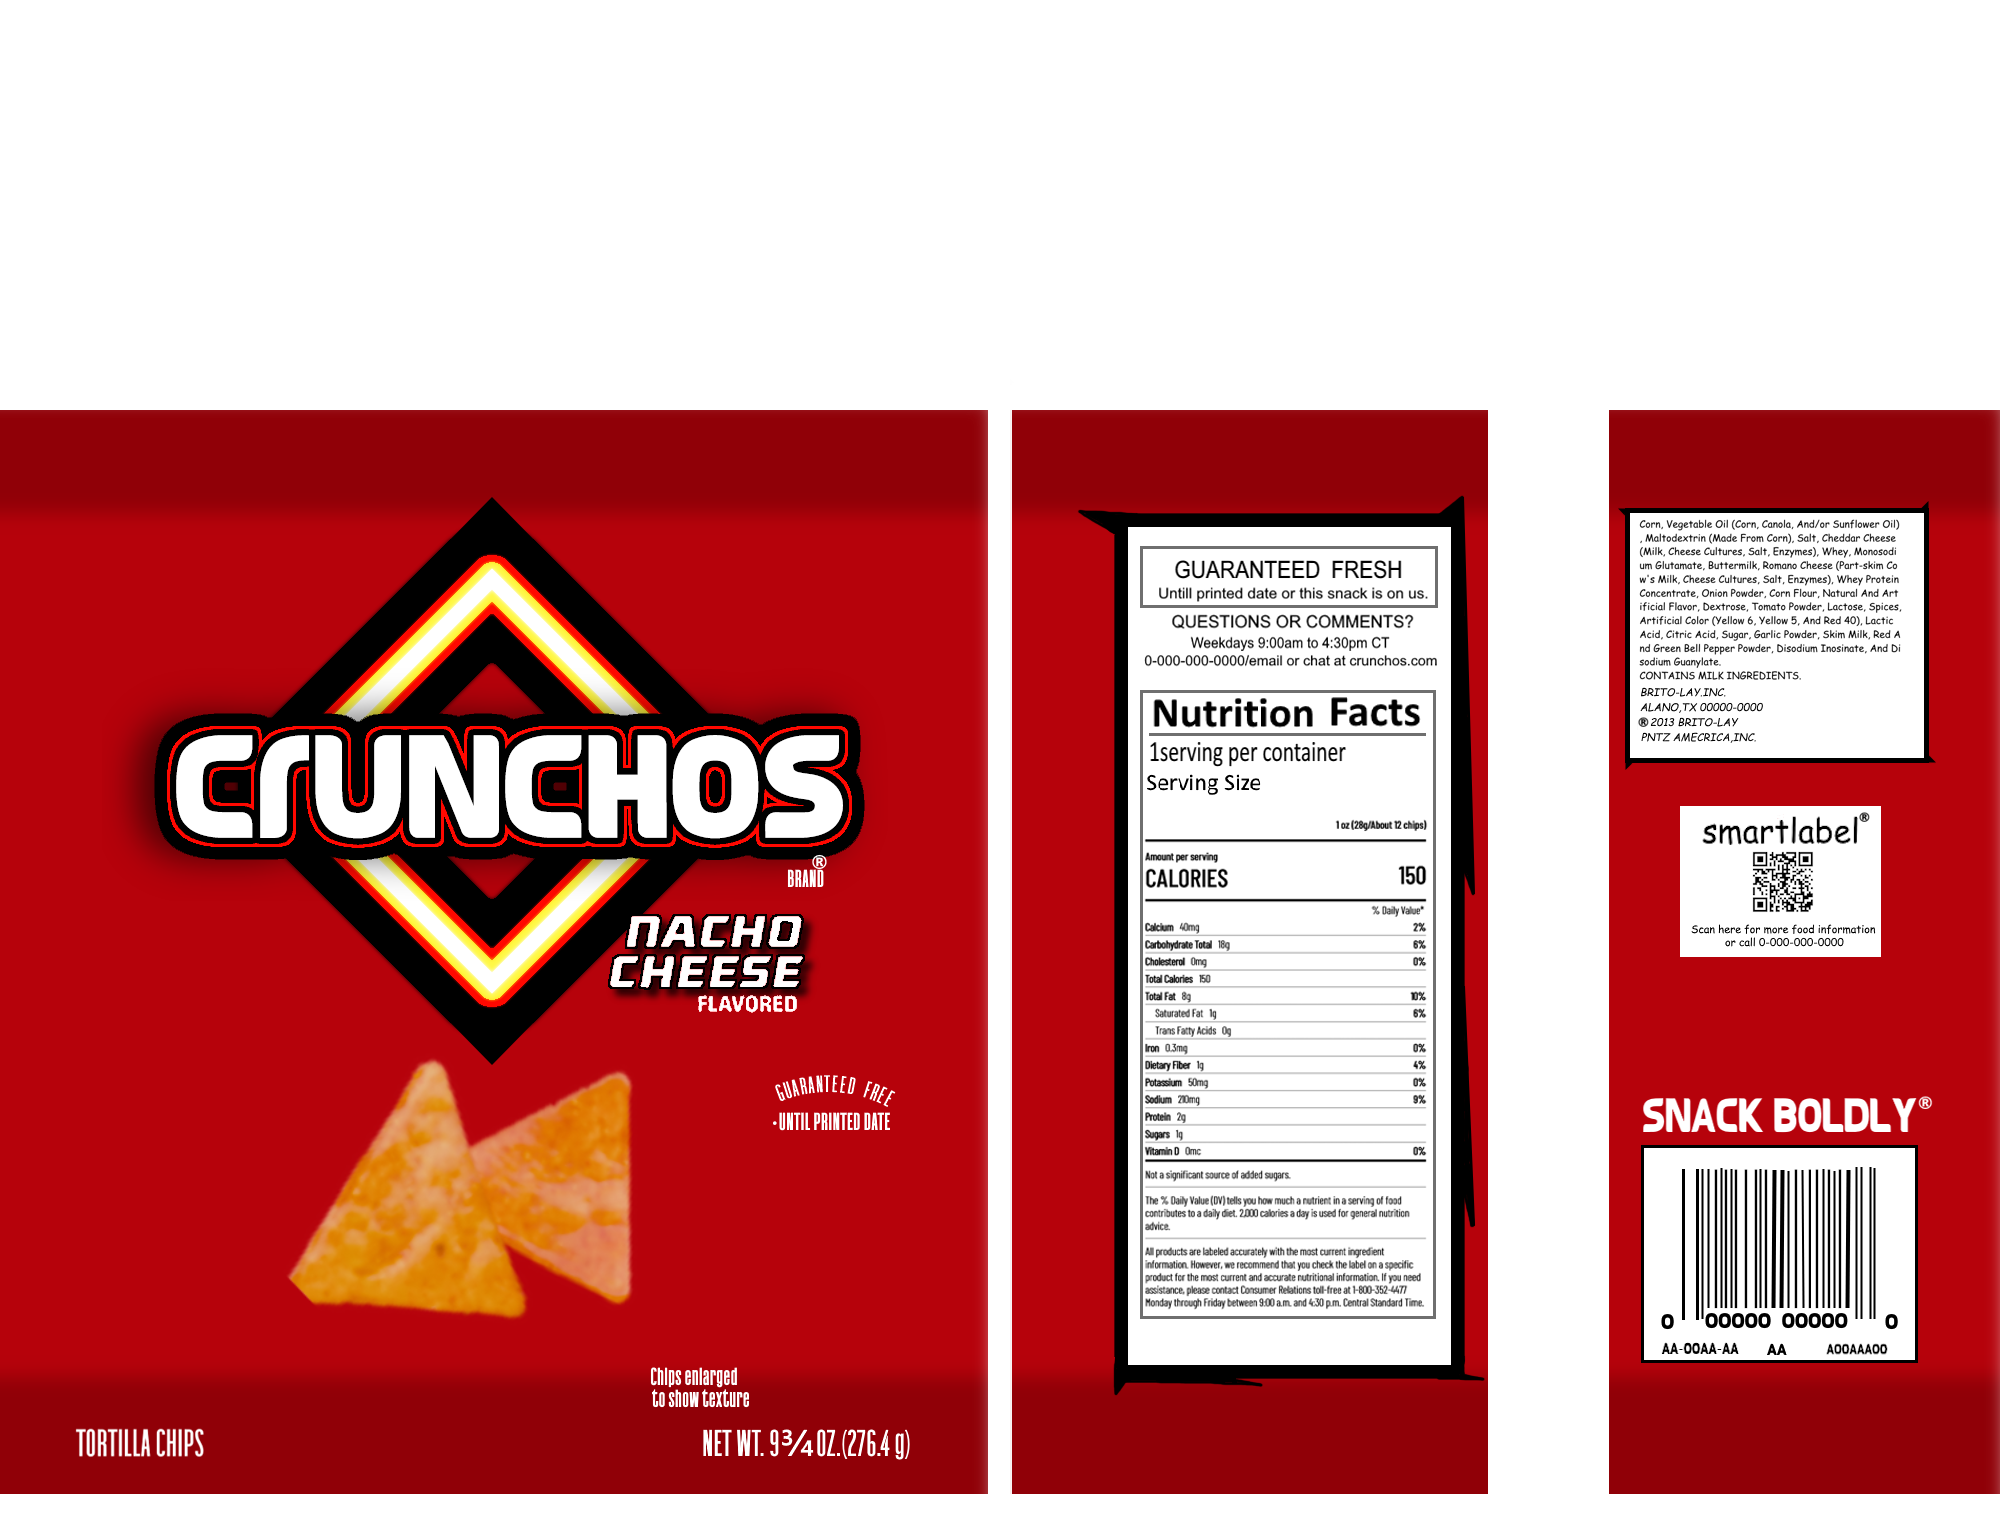 CrUNCHOS
®
BRAND
NACHO
CHEESE
FLAVORED
GUARANTEED FREE
•UNTIL PRINTED DATE
Chips enlarged
to show texture
TORTILLA CHIPS
NET WT. 9¾ OZ.(276.4 g)
GUARANTEED FRESH
Untill printed date or this snack is on us.
QUESTIONS OR COMMENTS?
Weekdays 9:00am to 4:30pm CT
0-000-000-0000/email or chat at crunchos.com
Nutrition Facts
1serving per container
Serving Size
1 oz (28g/About 12 chips)
Amount per serving
CALORIES 150
% Daily Value*
Calcium 40mg 2%
Carbohydrate Total 18g 6%
Cholesterol 0mg 0%
Total Calories 150
Total Fat 8g 10%
Saturated Fat 1g 6%
Trans Fatty Acids 0g
Iron 0.3mg 0%
Dietary Fiber 1g 4%
Potassium 50mg 0%
Sodium 210mg 9%
Protein 2g
Sugars 1g
Vitamin D 0mc 0%
Not a significant source of added sugars.
The % Daily Value (DV) tells you how much a nutrient in a serving of food
contributes to a daily diet. 2,000 calories a day is used for general nutrition
advice.
All products are labeled accurately with the most current ingredient
information. However, we recommend that you check the label on a specific
product for the most current and accurate nutritional information. If you need
assistance, please contact Consumer Relations toll-free at 1-800-352-4477
Monday through Friday between 9:00 a.m. and 4:30 p.m. Central Standard Time.
Corn, Vegetable Oil (Corn, Canola, And/or Sunflower Oil)
, Maltodextrin (Made From Corn), Salt, Cheddar Cheese
(Milk, Cheese Cultures, Salt, Enzymes), Whey, Monosodi
um Glutamate, Buttermilk, Romano Cheese (Part-skim Co
w's Milk, Cheese Cultures, Salt, Enzymes), Whey Protein
Concentrate, Onion Powder, Corn Flour, Natural And Art
ificial Flavor, Dextrose, Tomato Powder, Lactose, Spices,
Artificial Color (Yellow 6, Yellow 5, And Red 40), Lactic
Acid, Citric Acid, Sugar, Garlic Powder, Skim Milk, Red A
nd Green Bell Pepper Powder, Disodium Inosinate, And Di
sodium Guanylate.
CONTAINS MILK INGREDIENTS.
BRITO-LAY.INC.
ALANO,TX 00000-0000
® 2013 BRITO-LAY
PNTZ AMECRICA,INC.
smartlabel®
Scan here for more food information
or call 0-000-000-0000
SNACK BOLDLY®
0 00000 00000 0
AA-00AA-AA AA A00AAA00